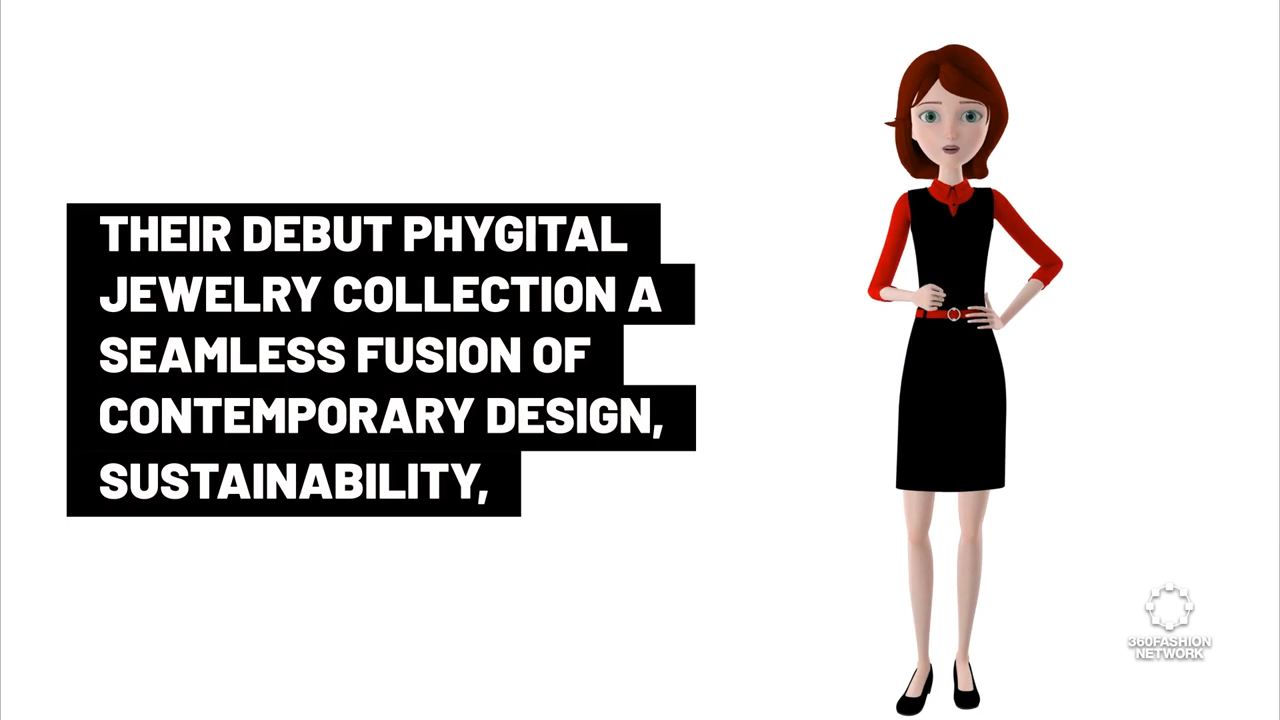 THEIR DEBUT PHYGITAL
JEWELRY COLLECTION A
SEAMLESS FUSION OF
CONTEMPORARY DESIGN,
SUSTAINABILITY,
360FASHION
NETWORK